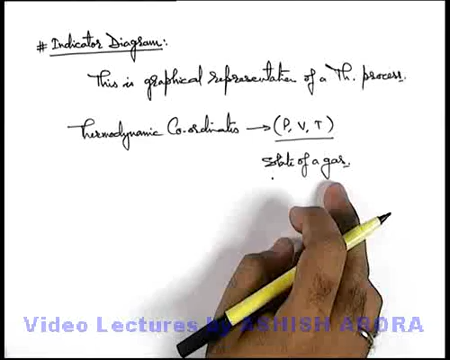 # Indicator Diagram:
This is graphical representation of a Th. process.
Thermodynamic Co-ordinates → (P, V, T)
State of a gas.
Video Lectures by ASHISH ARORA